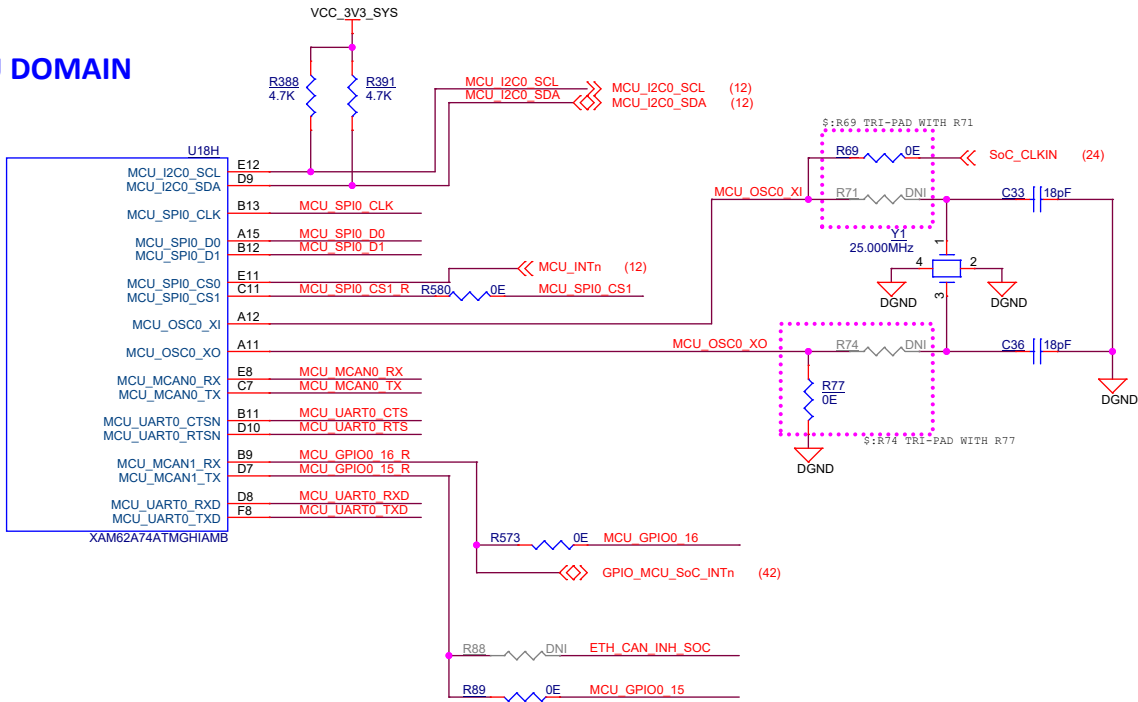 VCC_3V3_SYS
DOMAIN
R388
4.7K
R391
4.7K
MCU_I2C0_SCL
MCU_I2C0_SDA
MCU_I2C0_SCL (12)
MCU_I2C0_SDA (12)
$:R69 TRI-PAD WITH R71
R69 0E
SoC_CLKIN (24)
MCU_OSC0_XI
R71 DNI
C33 18pF
Y1
25.000MHz
1
4
2
3
DGND
DGND
MCU_OSC0_XO
R74 DNI
C36 18pF
R77
0E
DGND
$:R74 TRI-PAD WITH R77
DGND
U18H
MCU_I2C0_SCL E12
MCU_I2C0_SDA D9
MCU_SPI0_CLK B13 MCU_SPI0_CLK
MCU_SPI0_D0 A15 MCU_SPI0_D0
MCU_SPI0_D1 B12 MCU_SPI0_D1
MCU_SPI0_CS0 E11 MCU_INTn (12)
MCU_SPI0_CS1 C11 MCU_SPI0_CS1_R R580 0E MCU_SPI0_CS1
MCU_OSC0_XI A12
MCU_OSC0_XO A11
MCU_MCAN0_RX E8 MCU_MCAN0_RX
MCU_MCAN0_TX C7 MCU_MCAN0_TX
MCU_UART0_CTSN B11 MCU_UART0_CTS
MCU_UART0_RTSN D10 MCU_UART0_RTS
MCU_MCAN1_RX B9 MCU_GPIO0_16_R
MCU_MCAN1_TX D7 MCU_GPIO0_15_R
MCU_UART0_RXD D8 MCU_UART0_RXD
MCU_UART0_TXD F8 MCU_UART0_TXD
XAM62A74ATMGHIAMB
R573 0E MCU_GPIO0_16
GPIO_MCU_SoC_INTn (42)
R88 DNI ETH_CAN_INH_SOC
R89 0E MCU_GPIO0_15